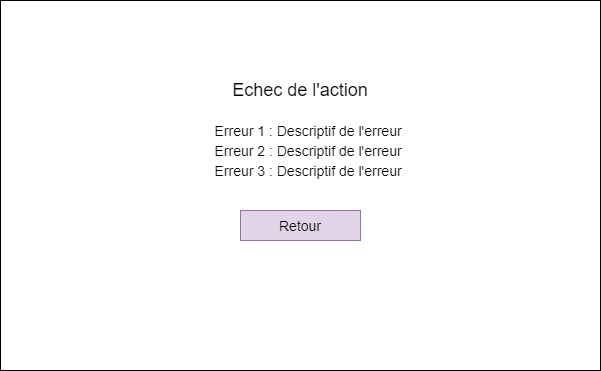 Echec de l'action
Erreur 1 : Descriptif de l'erreur
Erreur 2 : Descriptif de l'erreur
Erreur 3 : Descriptif de l'erreur
Retour